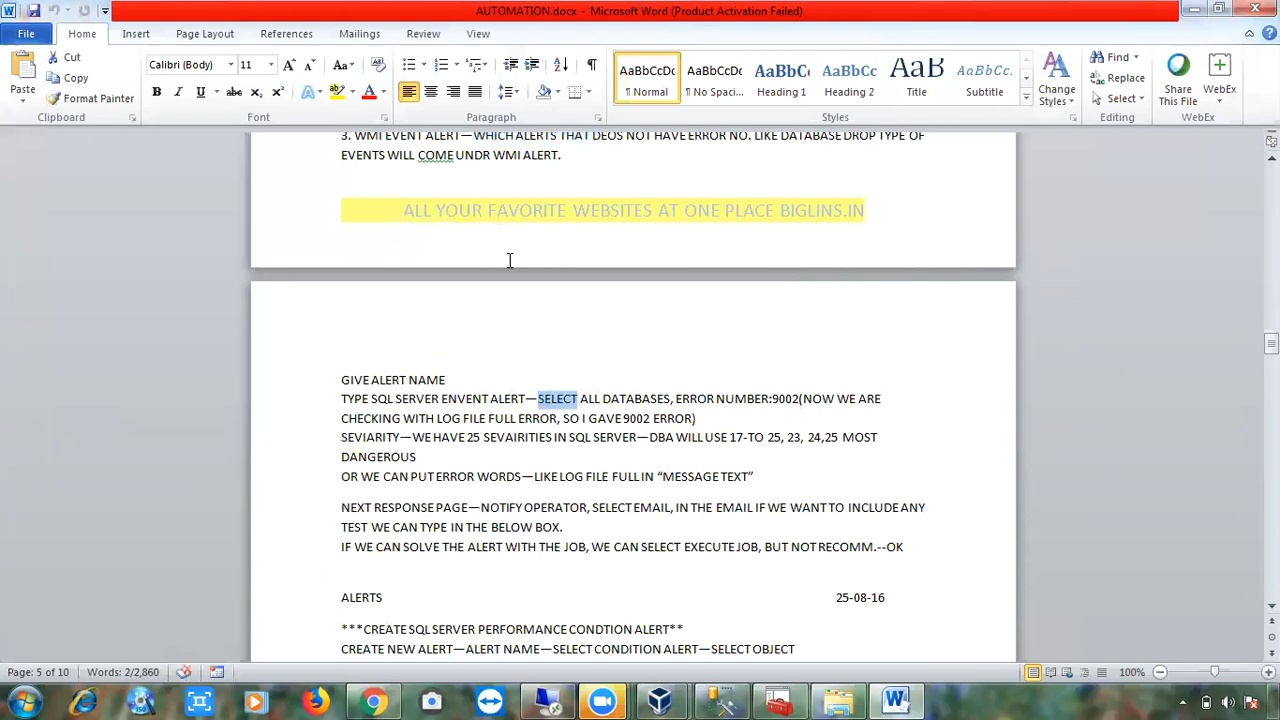 AUTOMATION.docx - Microsoft Word (Product Activation Failed)
File Home Insert Page Layout References Mailings Review View
Paste
Cut
Copy
Format Painter
Clipboard
Calibri (Body) 11
Font
Paragraph
AaBbCcDc AaBbCcDc AaBbCc AaBbCc AaB AaBbCcL
¶ Normal ¶ No Spaci... Heading 1 Heading 2 Title Subtitle
Change Styles
Styles
Find
Replace
Select
Editing
Share This File
WebEx
WebEx
3. WMI EVENT ALERT—WHICH ALERTS THAT DEOS NOT HAVE ERROR NO. LIKE DATABASE DROP TYPE OF
EVENTS WILL COME UNDR WMI ALERT.
ALL YOUR FAVORITE WEBSITES AT ONE PLACE BIGLINS.IN
GIVE ALERT NAME
TYPE SQL SERVER ENVENT ALERT—SELECT ALL DATABASES, ERROR NUMBER:9002(NOW WE ARE
CHECKING WITH LOG FILE FULL ERROR, SO I GAVE 9002 ERROR)
SEVIARITY—WE HAVE 25 SEVAIRITIES IN SQL SERVER—DBA WILL USE 17-TO 25, 23, 24,25 MOST
DANGEROUS
OR WE CAN PUT ERROR WORDS—LIKE LOG FILE FULL IN “MESSAGE TEXT”
NEXT RESPONSE PAGE—NOTIFY OPERATOR, SELECT EMAIL, IN THE EMAIL IF WE WANT TO INCLUDE ANY
TEST WE CAN TYPE IN THE BELOW BOX.
IF WE CAN SOLVE THE ALERT WITH THE JOB, WE CAN SELECT EXECUTE JOB, BUT NOT RECOMM.--OK
ALERTS 25-08-16
***CREATE SQL SERVER PERFORMANCE CONDTION ALERT**
CREATE NEW ALERT—ALERT NAME—SELECT CONDITION ALERT—SELECT OBJECT
Page: 5 of 10 Words: 2/2,860 100%